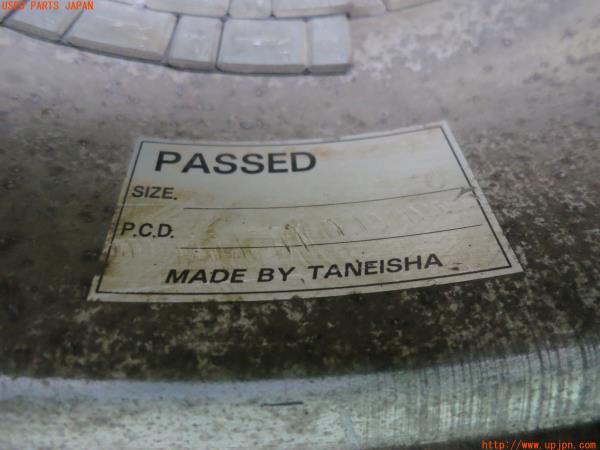 USED PARTS JAPAN
PASSED
SIZE.
P.C.D.
MADE BY TANEISHA
http://www.upjpn.com